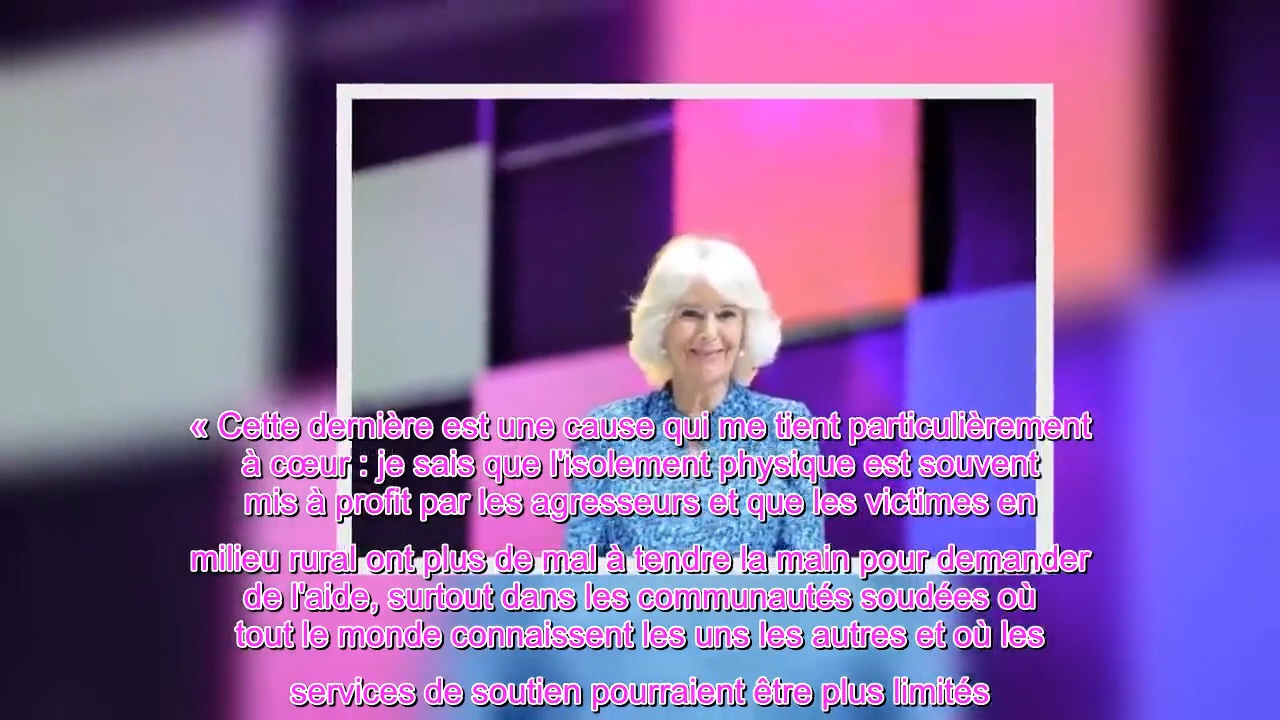 « Cette dernière est une cause qui me tient particulièrement
à cœur : je sais que l'isolement physique est souvent
mis à profit par les agresseurs et que les victimes en
milieu rural ont plus de mal à tendre la main pour demander
de l'aide, surtout dans les communautés soudées où
tout le monde connaissent les uns les autres et où les
services de soutien pourraient être plus limités